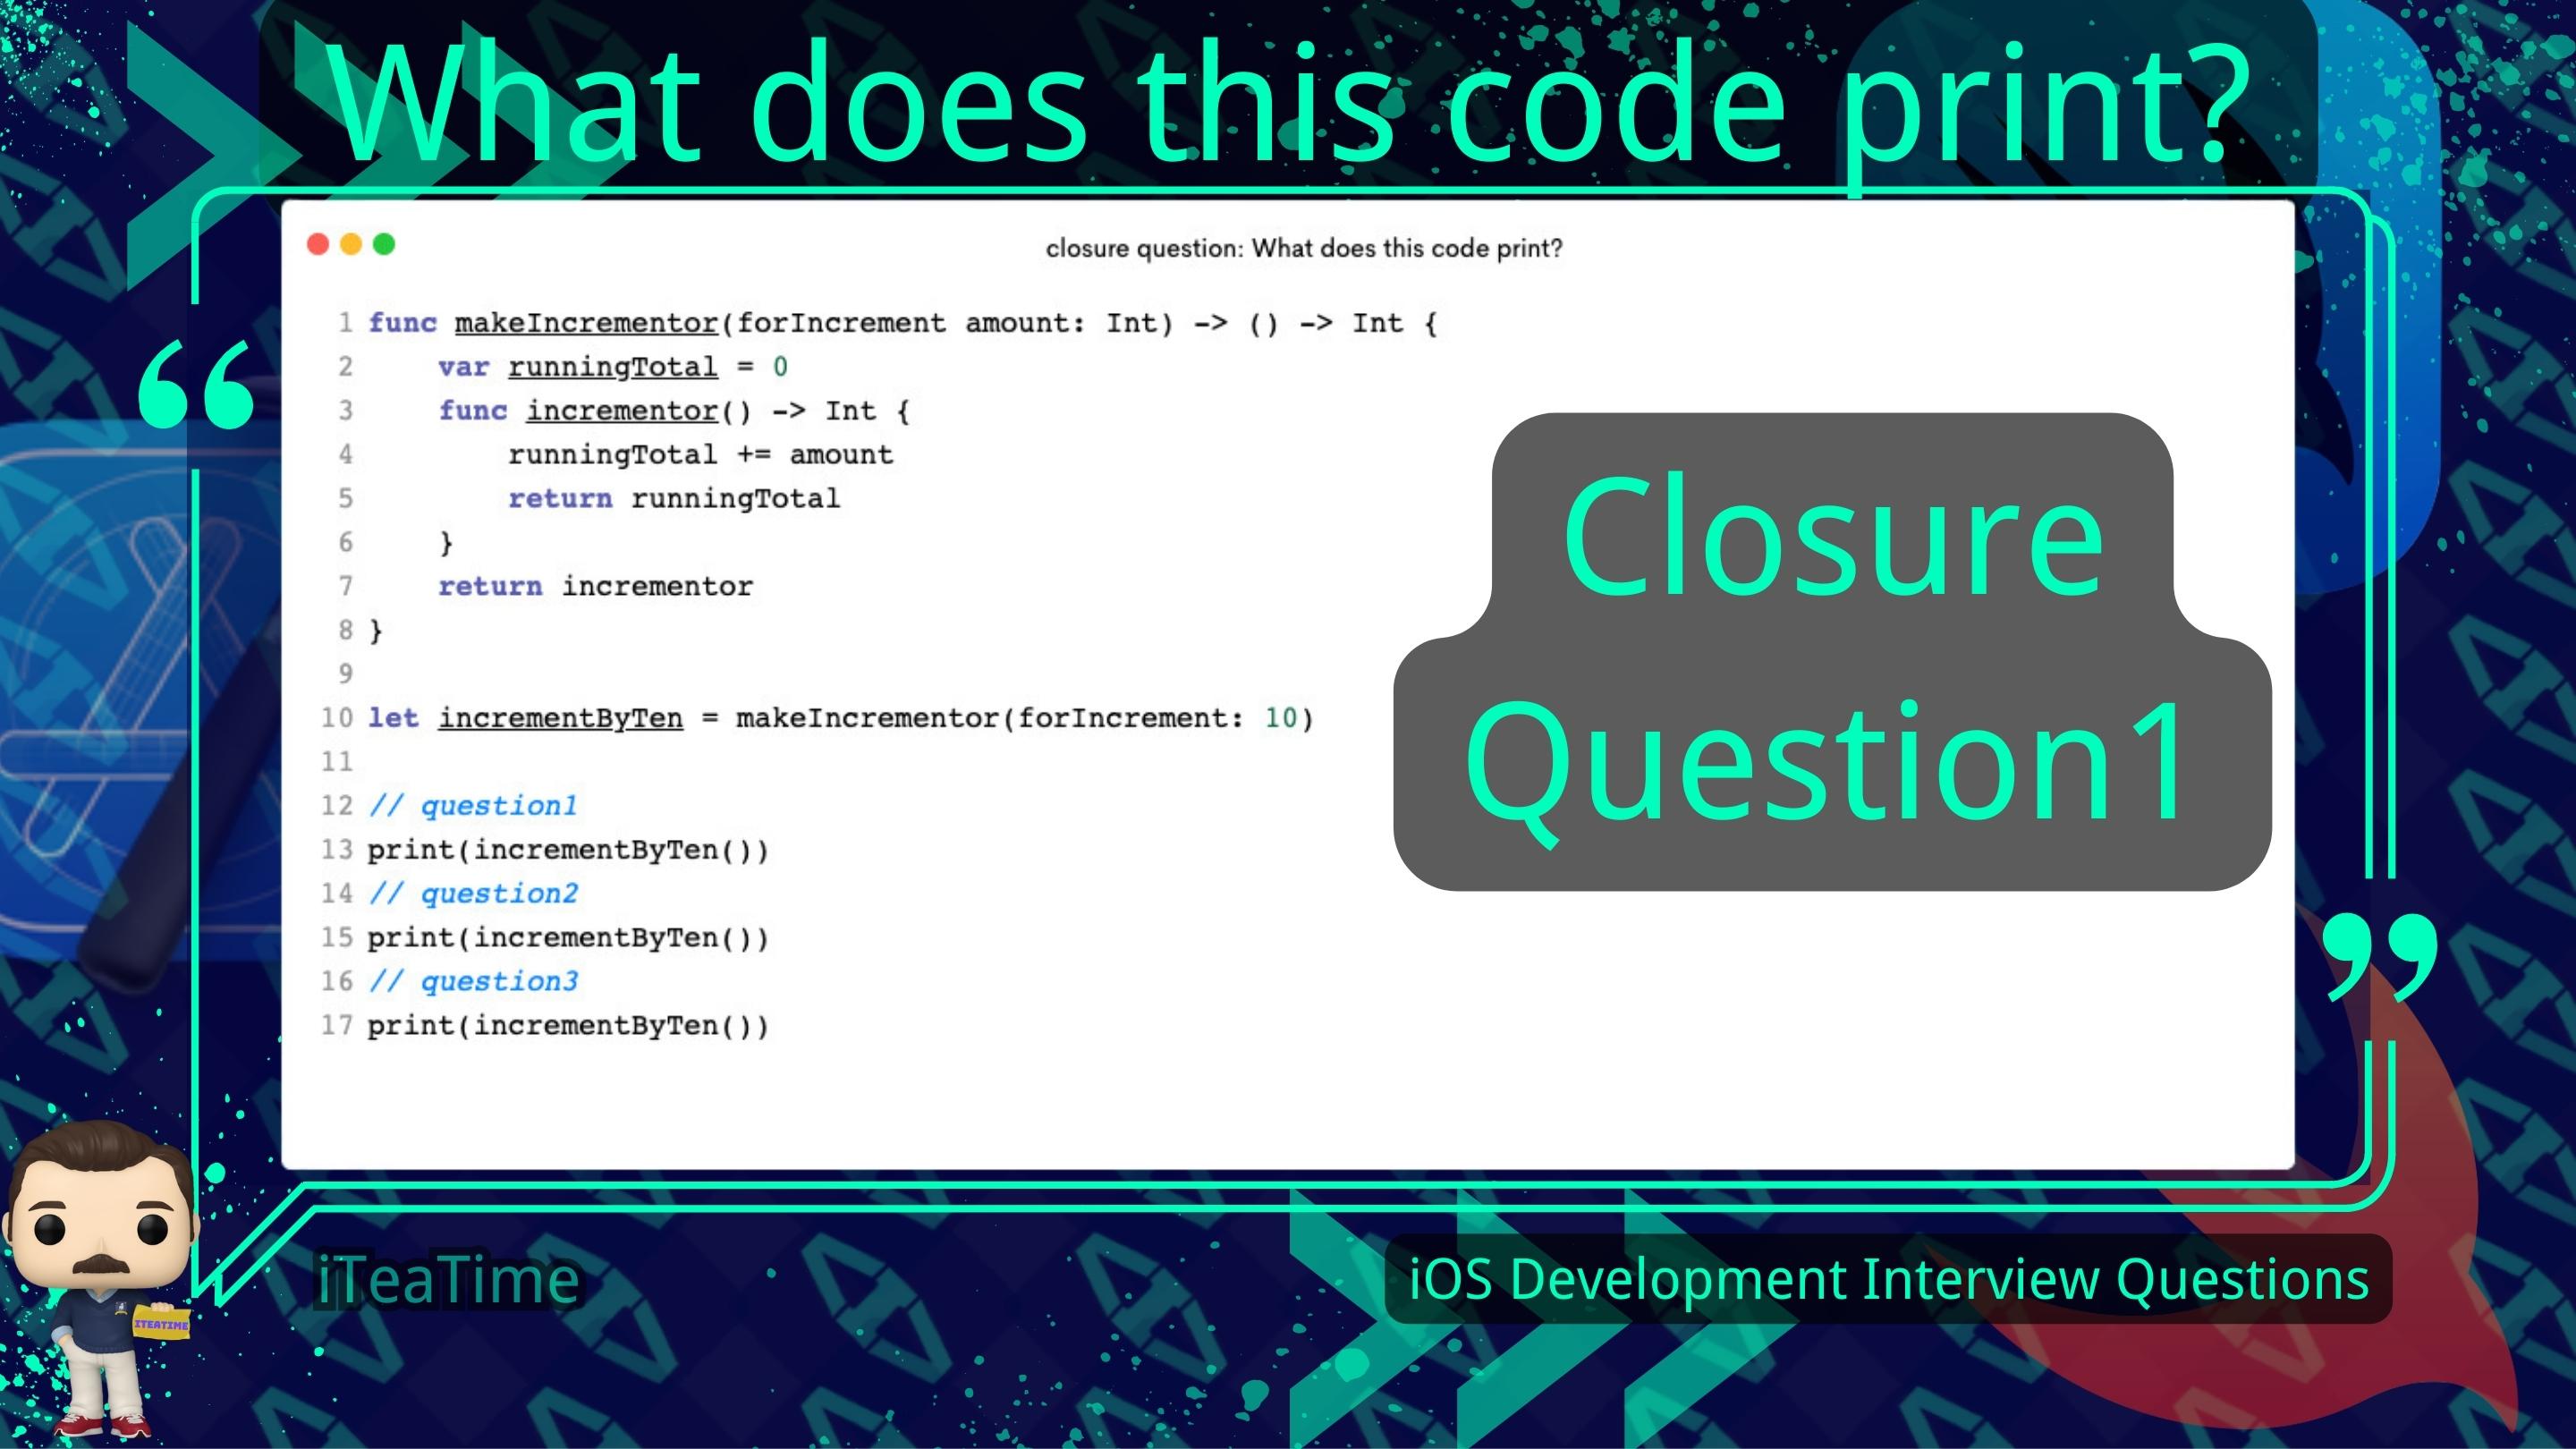 What does this code print?
closure question: What does this code print?
1 func makeIncrementor(forIncrement amount: Int) -> () -> Int {
2     var runningTotal = 0
3     func incrementor() -> Int {
4         runningTotal += amount
5         return runningTotal
6     }
7     return incrementor
8 }
9
10 let incrementByTen = makeIncrementor(forIncrement: 10)
11
12 // question1
13 print(incrementByTen())
14 // question2
15 print(incrementByTen())
16 // question3
17 print(incrementByTen())
Closure
Question1
ITEATIME
iTeaTime
iOS Development Interview Questions